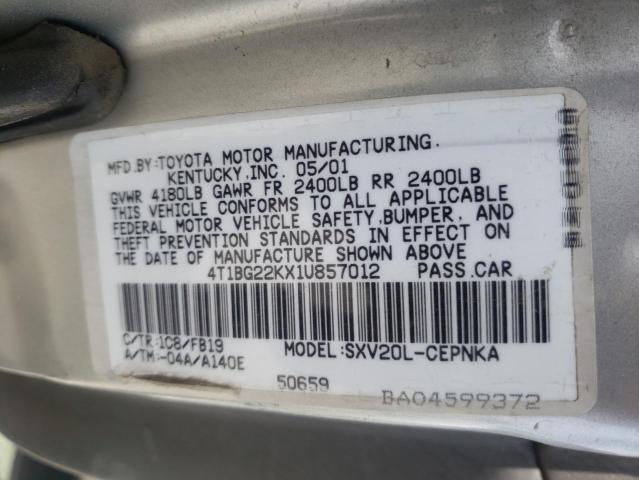 MFD.BY:TOYOTA MOTOR MANUFACTURING.
KENTUCKY,INC. 05/01
GVWR 4180LB GAWR FR 2400LB RR 2400LB
THIS VEHICLE CONFORMS TO ALL APPLICABLE
FEDERAL MOTOR VEHICLE SAFETY,BUMPER, AND
THEFT PREVENTION STANDARDS IN EFFECT ON
THE DATE OF MANUFACTURE SHOWN ABOVE
4T1BG22KX1U857012 PASS.CAR
C/TR:1C8/FB19 MODEL:SXV20L-CEPNKA
A/TM:-04A/A140E
50659 BA04599372